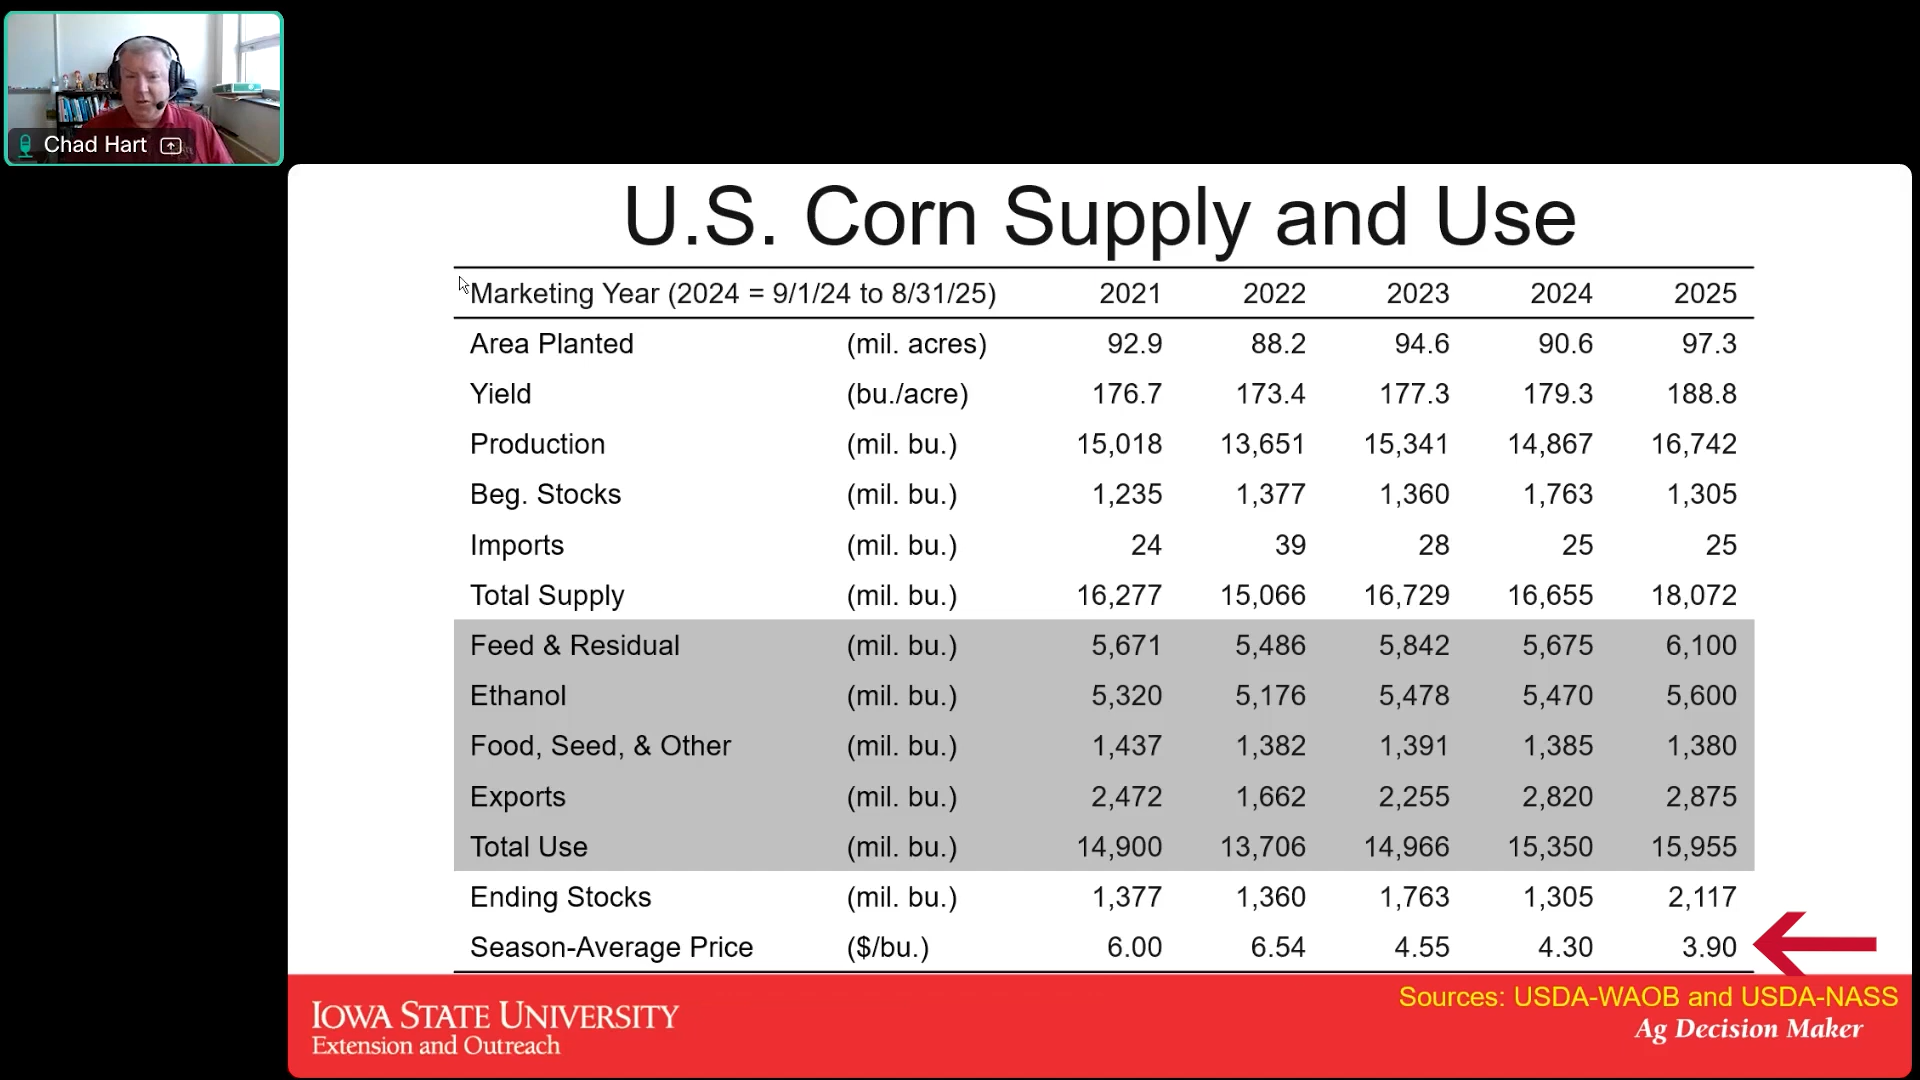 Chad Hart
U.S. Corn Supply and Use
Marketing Year (2024 = 9/1/24 to 8/31/25) 2021 2022 2023 2024 2025
Area Planted (mil. acres) 92.9 88.2 94.6 90.6 97.3
Yield (bu./acre) 176.7 173.4 177.3 179.3 188.8
Production (mil. bu.) 15,018 13,651 15,341 14,867 16,742
Beg. Stocks (mil. bu.) 1,235 1,377 1,360 1,763 1,305
Imports (mil. bu.) 24 39 28 25 25
Total Supply (mil. bu.) 16,277 15,066 16,729 16,655 18,072
Feed & Residual (mil. bu.) 5,671 5,486 5,842 5,675 6,100
Ethanol (mil. bu.) 5,320 5,176 5,478 5,470 5,600
Food, Seed, & Other (mil. bu.) 1,437 1,382 1,391 1,385 1,380
Exports (mil. bu.) 2,472 1,662 2,255 2,820 2,875
Total Use (mil. bu.) 14,900 13,706 14,966 15,350 15,955
Ending Stocks (mil. bu.) 1,377 1,360 1,763 1,305 2,117
Season-Average Price ($/bu.) 6.00 6.54 4.55 4.30 3.90
Sources: USDA-WAOB and USDA-NASS
IOWA STATE UNIVERSITY
Extension and Outreach
Ag Decision Maker